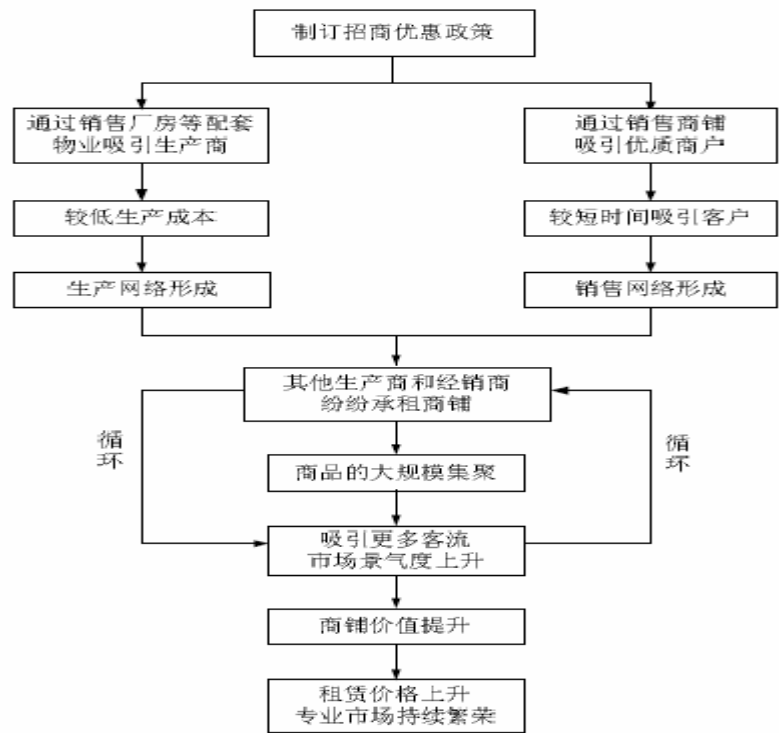 制订招商优惠政策
通过销售厂房等配套
物业吸引生产商
通过销售商铺
吸引优质商户
较低生产成本
较短时间吸引客户
生产网络形成
销售网络形成
其他生产商和经销商
纷纷承租商铺
循
环
循
环
商品的大规模集聚
吸引更多客流
市场景气度上升
商铺价值提升
租赁价格上升
专业市场持续繁荣